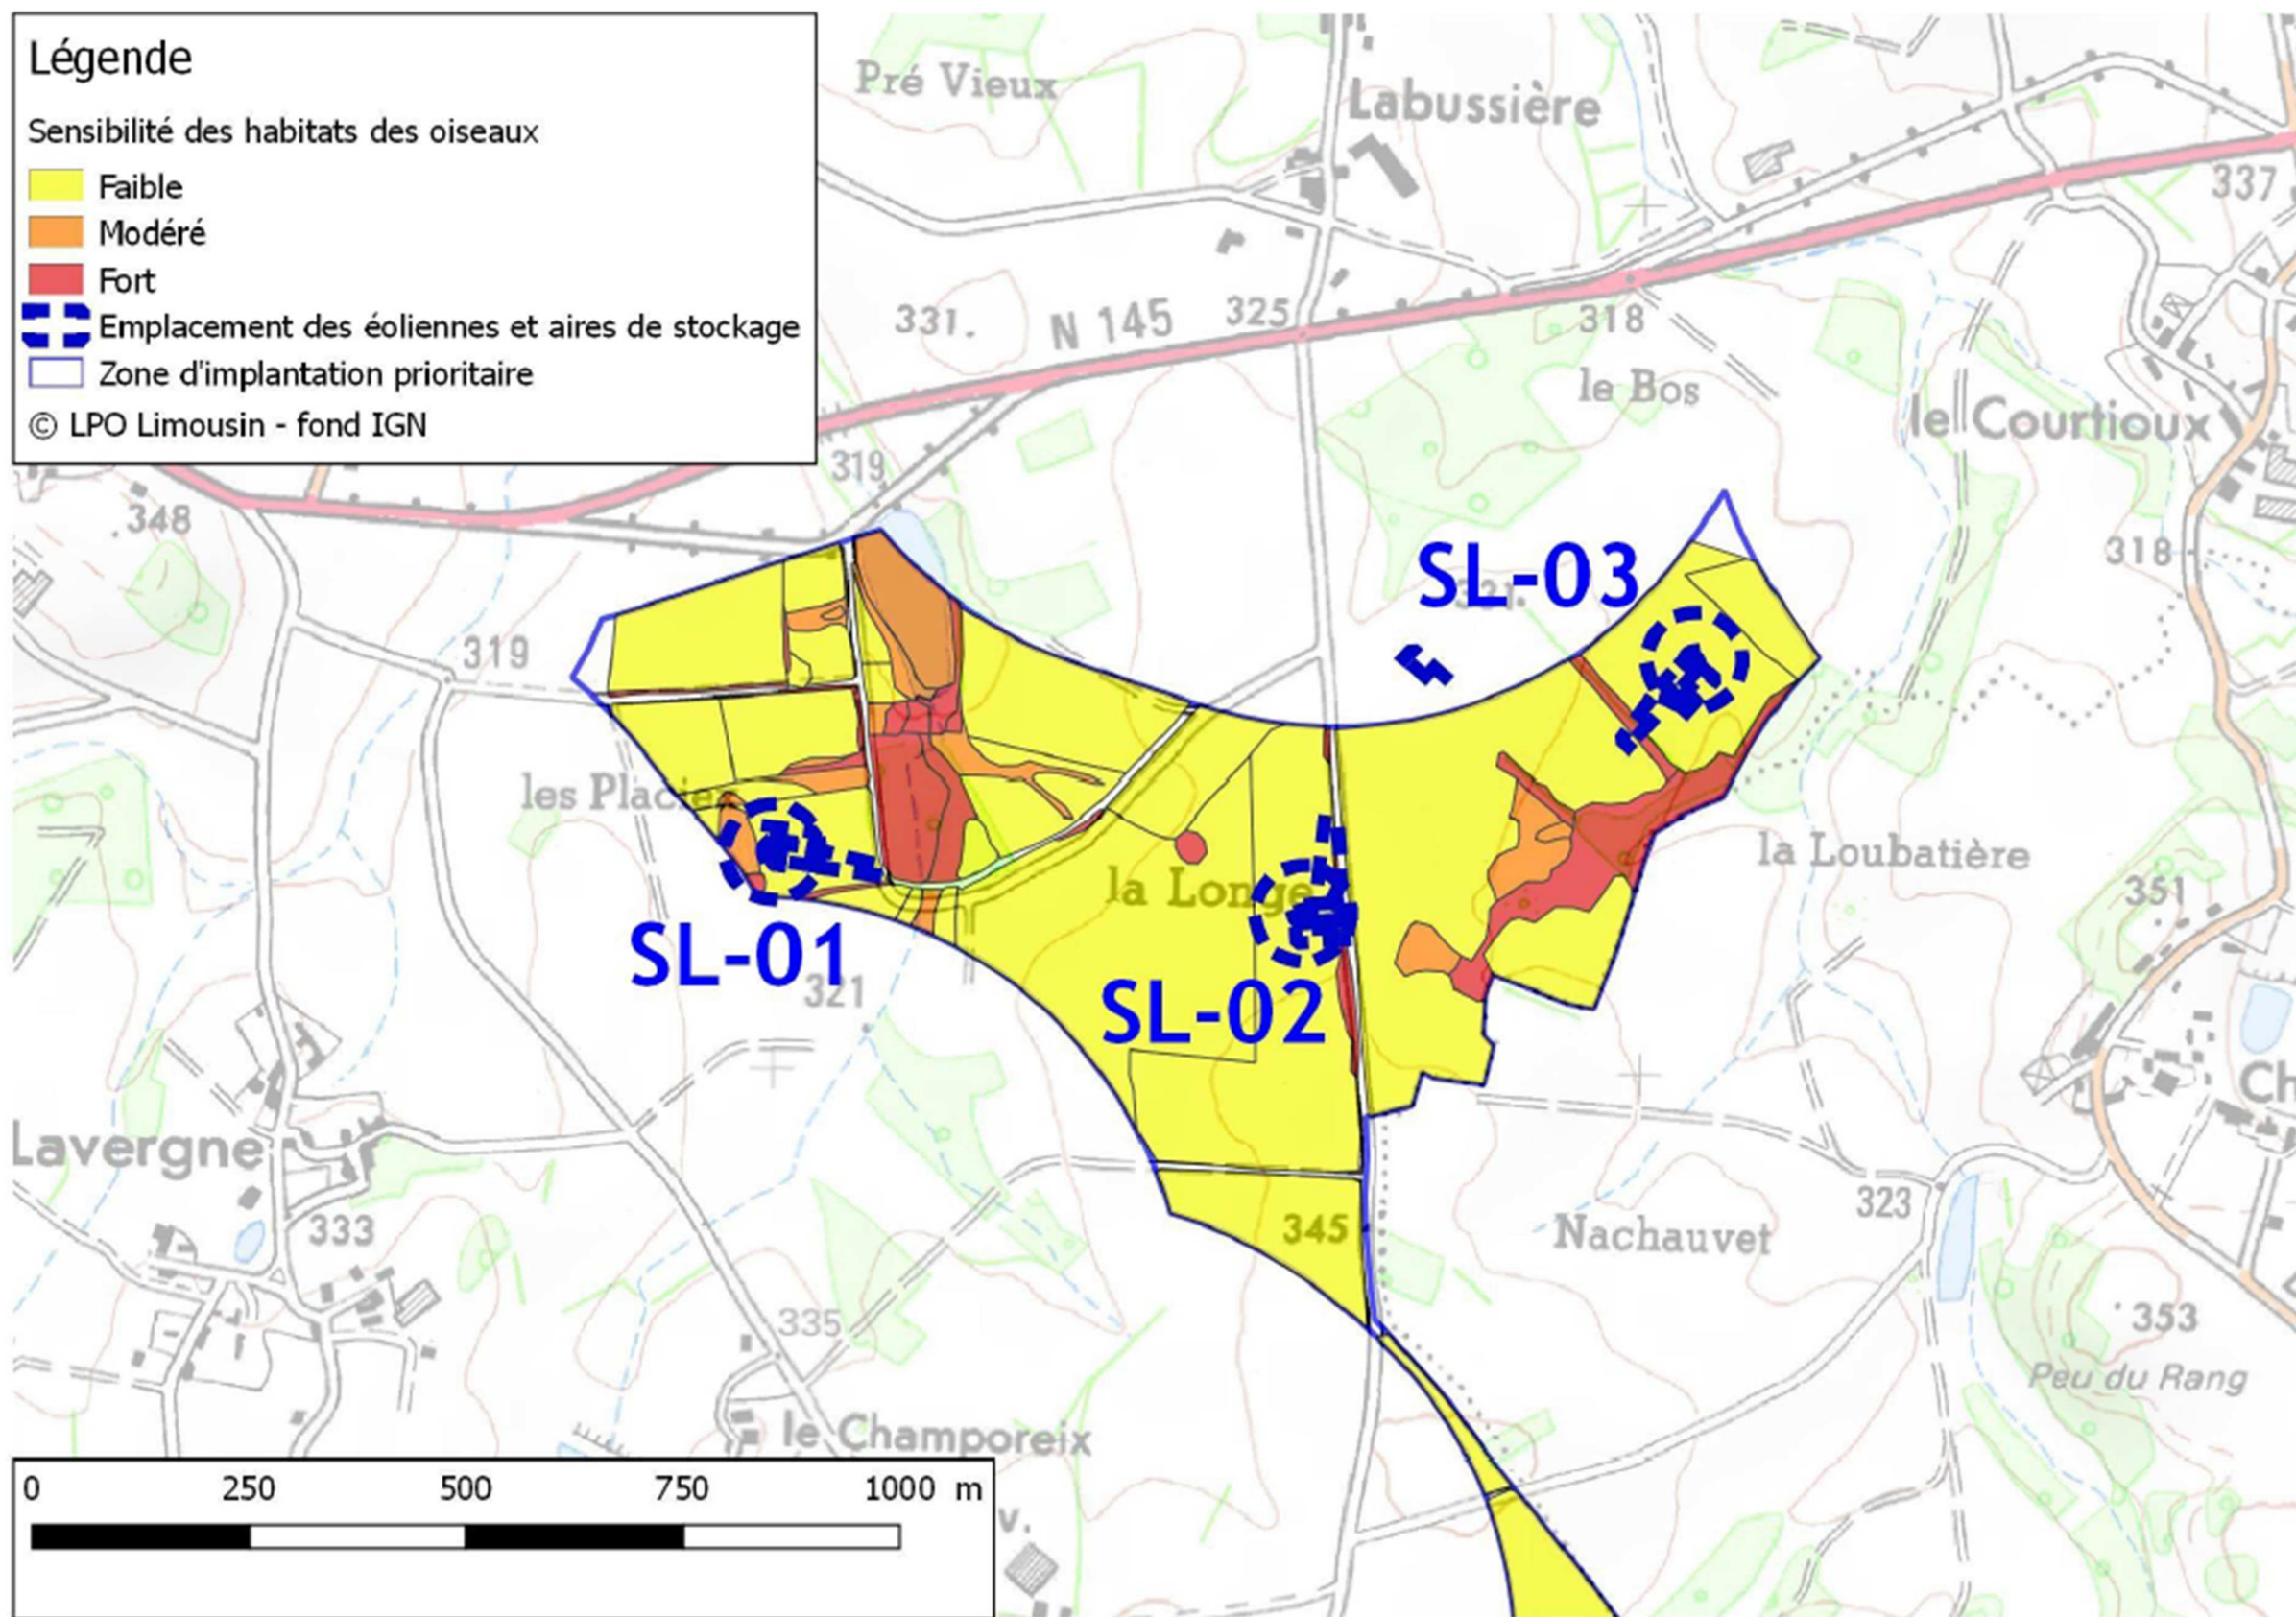 Légende
Sensibilité des habitats des oiseaux
Faible
Modéré
Fort
Emplacement des éoliennes et aires de stockage
Zone d'implantation prioritaire
© LPO Limousin - fond IGN
Pré Vieux
Labussière
337
331.
N 145
325
318
le Bos
le Courtioux
319
.348
318
SL-03
319
les Places
la Longe
la Loubatière
351
SL-01
321
SL-02
Ch
Lavergne
333
345
Nachauvet
323
335
.353
Peu du Rang
le Champoreix
0 250 500 750 1000 m
v.